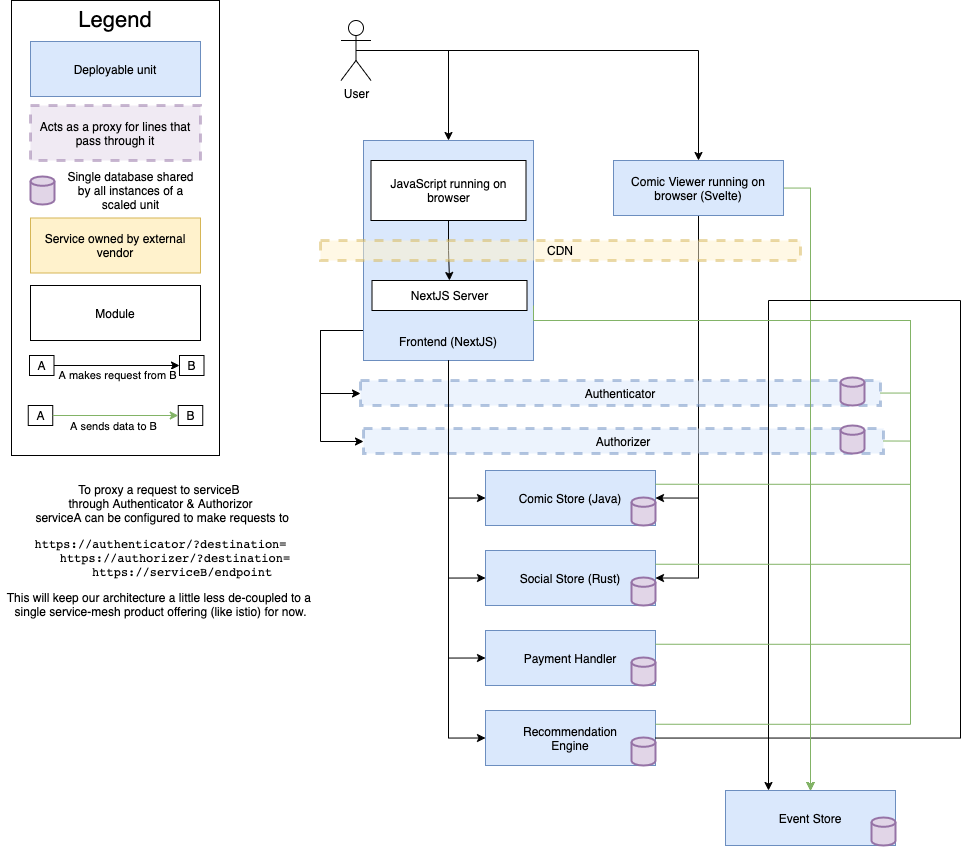 Legend
Deployable unit
Acts as a proxy for lines that
pass through it
Single database shared
by all instances of a
scaled unit
Service owned by external
vendor
Module
A
B
A makes request from B
A
B
A sends data to B
To proxy a request to serviceB
through Authenticator & Authorizor
serviceA can be configured to make requests to
https://authenticator/?destination=
https://authorizer/?destination=
https://serviceB/endpoint
This will keep our architecture a little less de-coupled to a
single service-mesh product offering (like istio) for now.
User
JavaScript running on
browser
Comic Viewer running on
browser (Svelte)
CDN
NextJS Server
Frontend (NextJS)
Authenticator
Authorizer
Comic Store (Java)
Social Store (Rust)
Payment Handler
Recommendation
Engine
Event Store